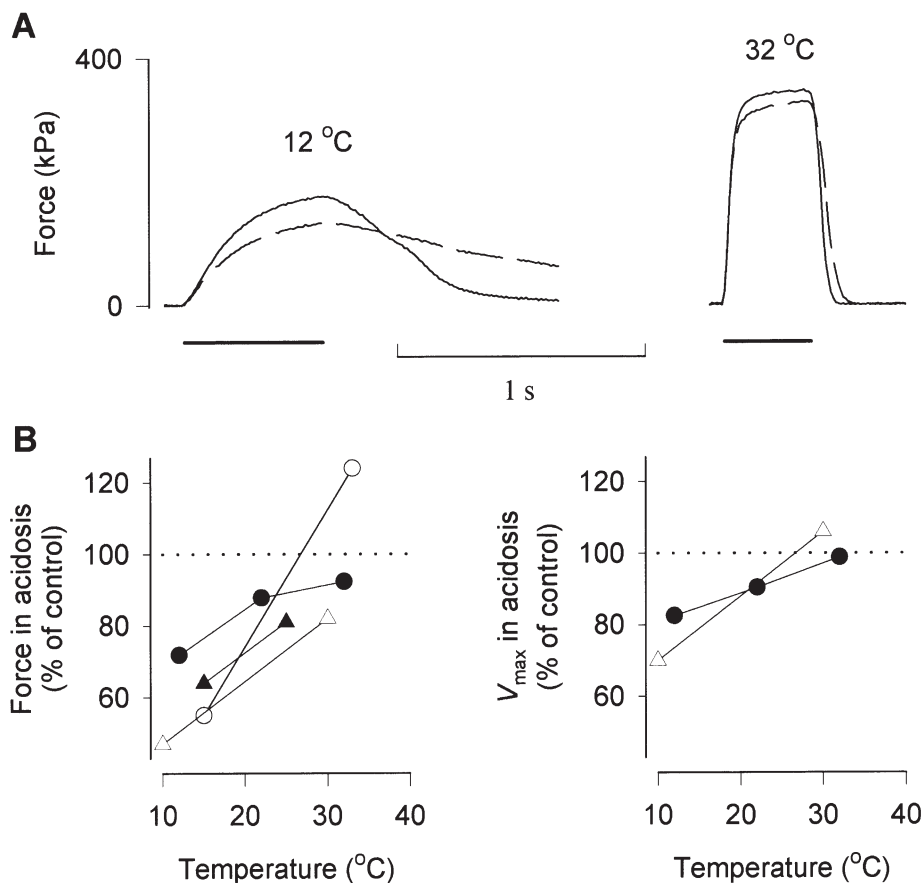 A
400
0
Force (kPa)
12 °C
32 °C
1 s
B
Force in acidosis
(% of control)
120
100
80
60
10 20 30 40
Temperature (°C)
Vmax in acidosis
(% of control)
120
100
80
60
10 20 30 40
Temperature (°C)